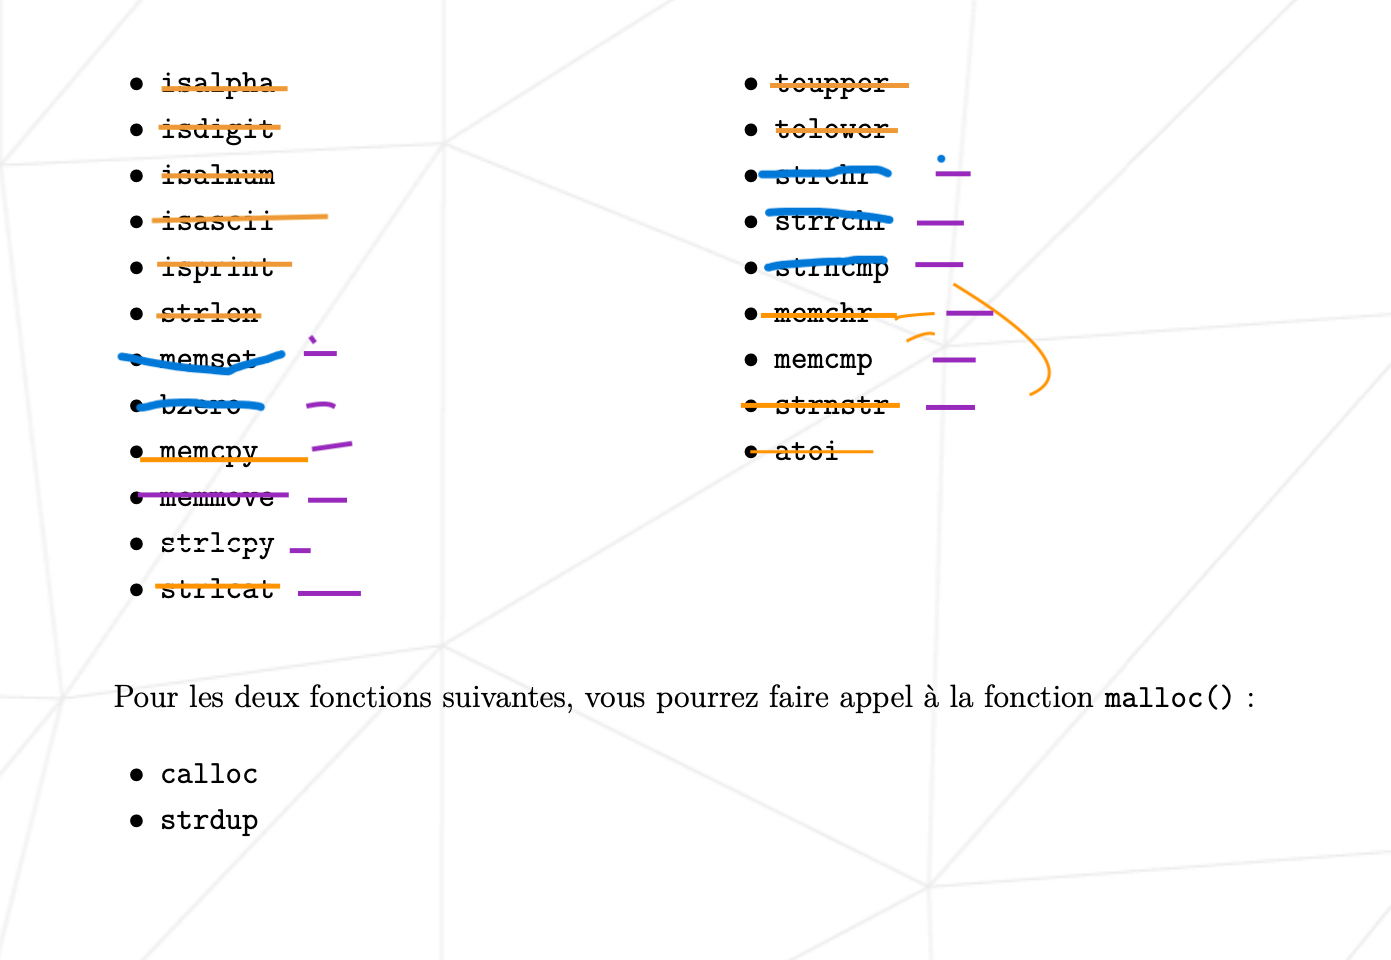 • isalpha
• isdigit
• isalnum
• isascii
• isprint
• strlen
• memset
• bzero
• memcpy
• memmove
• strlcpy
• strlcat
• toupper
• tolower
• strchr
• strrchr
• strncmp
• memchr
• memcmp
• strnstr
• atoi
Pour les deux fonctions suivantes, vous pourrez faire appel à la fonction malloc() :
• calloc
• strdup